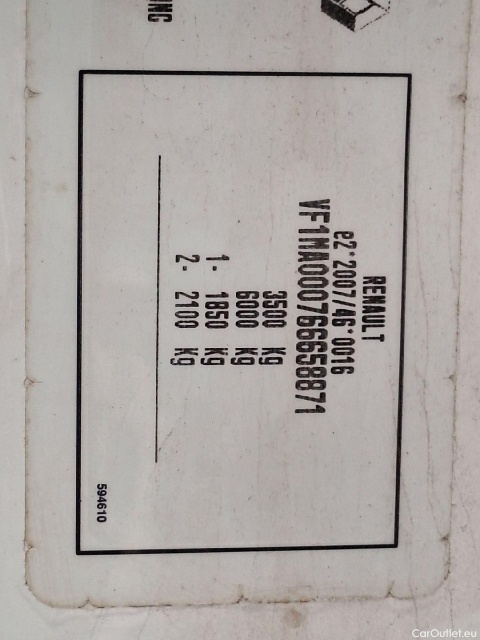 ING
RENAULT
e2*2007/46*0016
VF1MA000766658871
3500 kg
6000 kg
1- 1850 kg
2- 2100 kg
594610
CarOutlet.eu